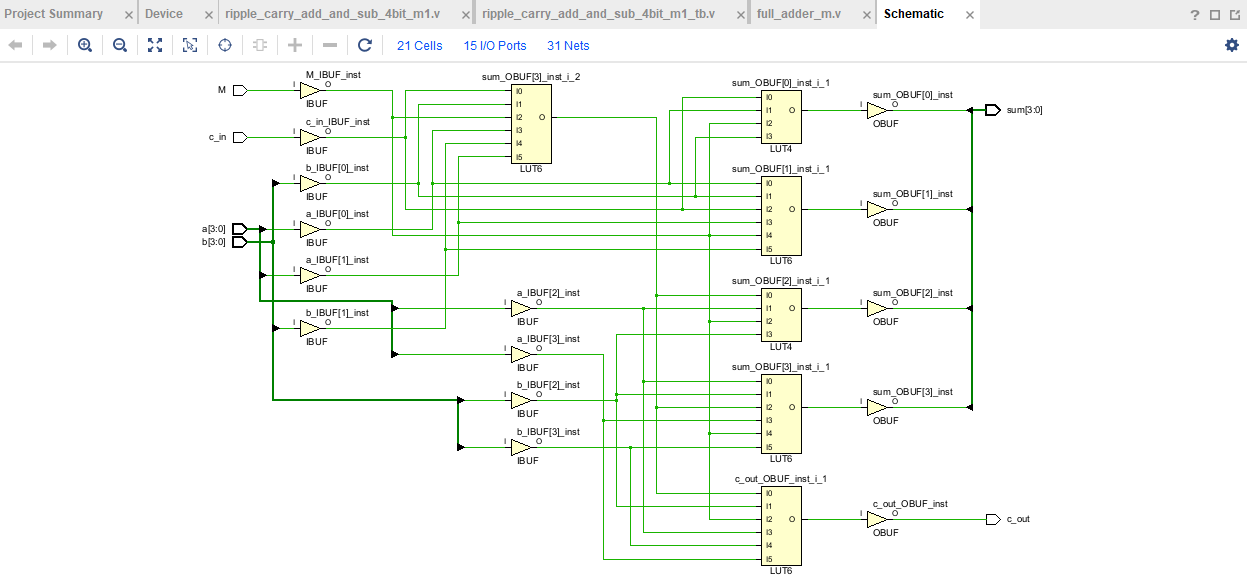 Project Summary × Device × ripple_carry_add_and_sub_4bit_m1.v × ripple_carry_add_and_sub_4bit_m1_tb.v × full_adder_m.v × Schematic × ?
21 Cells 15 I/O Ports 31 Nets
M
I M_IBUF_inst O
IBUF
c_in
c_in_IBUF_inst O
I
IBUF
b_IBUF[0]_inst
I O
IBUF
a[3:0]
b[3:0]
a_IBUF[0]_inst
I O
IBUF
a_IBUF[1]_inst
I O
IBUF
b_IBUF[1]_inst
I O
IBUF
sum_OBUF[3]_inst_i_2
I0
I1
I2 O
I3
I4
I5
LUT6
a_IBUF[2]_inst
I O
IBUF
a_IBUF[3]_inst
I O
IBUF
b_IBUF[2]_inst
I O
IBUF
b_IBUF[3]_inst
I O
IBUF
sum_OBUF[0]_inst_i_1
I0
I1 O
I2
I3
LUT4
sum_OBUF[1]_inst_i_1
I0
I1
I2 O
I3
I4
I5
LUT6
sum_OBUF[2]_inst_i_1
I0
I1 O
I2
I3
LUT4
sum_OBUF[3]_inst_i_1
I0
I1
I2 O
I3
I4
I5
LUT6
c_out_OBUF_inst_i_1
I0
I1
I2 O
I3
I4
I5
LUT6
sum_OBUF[0]_inst
I O
OBUF
sum[3:0]
sum_OBUF[1]_inst
I O
OBUF
sum_OBUF[2]_inst
I O
OBUF
sum_OBUF[3]_inst
I O
OBUF
c_out_OBUF_inst
I O
OBUF
c_out